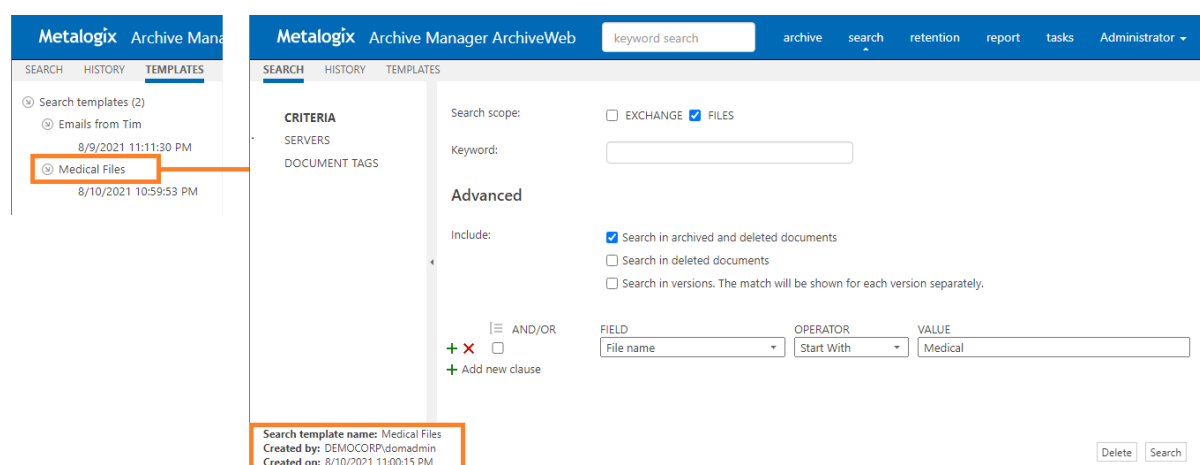 Metalogix Archive Mana
SEARCH HISTORY TEMPLATES
Search templates (2)
Emails from Tim
8/9/2021 11:11:30 PM
Medical Files
8/10/2021 10:59:53 PM
Metalogix Archive Manager ArchiveWeb keyword search archive search retention report tasks Administrator
SEARCH HISTORY TEMPLATES
CRITERIA
SERVERS
DOCUMENT TAGS
Search scope: EXCHANGE FILES
Keyword:
Advanced
Include: Search in archived and deleted documents
Search in deleted documents
Search in versions. The match will be shown for each version separately.
AND/OR FIELD OPERATOR VALUE
File name Start With Medical
Add new clause
Search template name: Medical Files
Created by: DEMOCORP\domadmin
Created on: 8/10/2021 11:00:15 PM
Delete Search